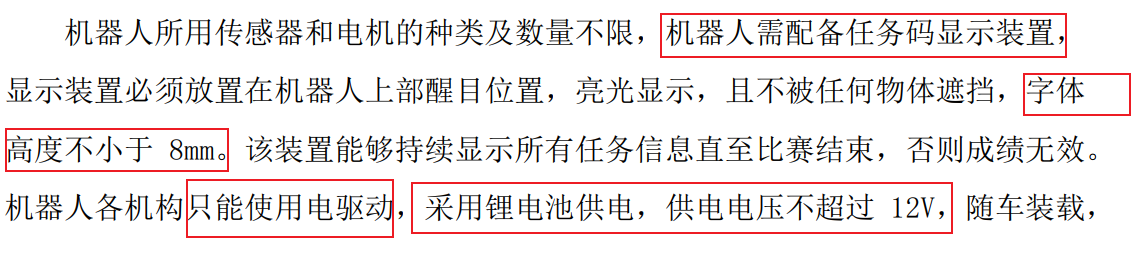 机器人所用传感器和电机的种类及数量不限，机器人需配备任务码显示装置，
显示装置必须放置在机器人上部醒目位置，亮光显示，且不被任何物体遮挡，字体
高度不小于 8mm。该装置能够持续显示所有任务信息直至比赛结束，否则成绩无效。
机器人各机构只能使用电驱动，采用锂电池供电，供电电压不超过 12V，随车装载，